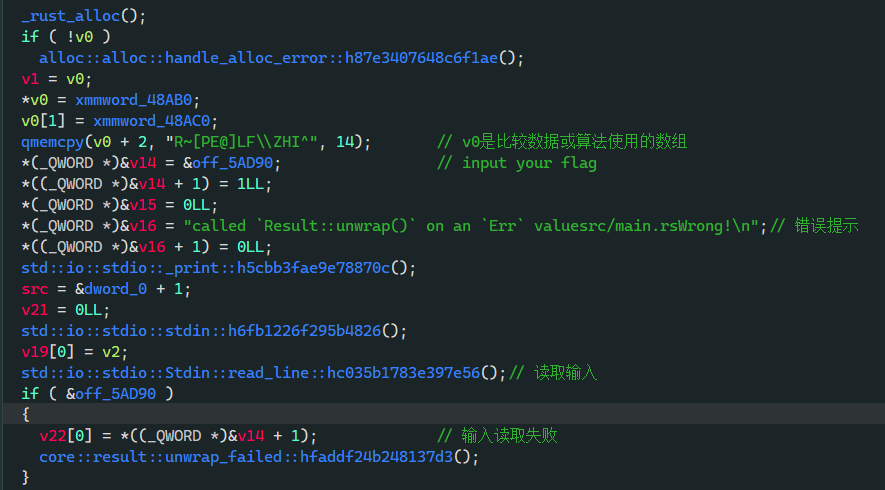 _rust_alloc();
if ( !v0 )
alloc::alloc::handle_alloc_error::h87e3407648c6f1ae();
v1 = v0;
*v0 = xmmword_48AB0;
v0[1] = xmmword_48AC0;
qmemcpy(v0 + 2, "R~[PE@]LF\\ZHI^", 14); // v0是比较数据或算法使用的数组
*(_QWORD *)&v14 = &off_5AD90; // input your flag
*((_QWORD *)&v14 + 1) = 1LL;
*(_QWORD *)&v15 = 0LL;
*(_QWORD *)&v16 = "called `Result::unwrap()` on an `Err` valuesrc/main.rsWrong!\n";// 错误提示
*((_QWORD *)&v16 + 1) = 0LL;
std::io::stdio::_print::h5cbb3fae9e78870c();
src = &dword_0 + 1;
v21 = 0LL;
std::io::stdio::stdin::h6fb1226f295b4826();
v19[0] = v2;
std::io::stdio::Stdin::read_line::hc035b1783e397e56();// 读取输入
if ( &off_5AD90 )
{
v22[0] = *((_QWORD *)&v14 + 1); // 输入读取失败
core::result::unwrap_failed::hfaddf24b248137d3();
}